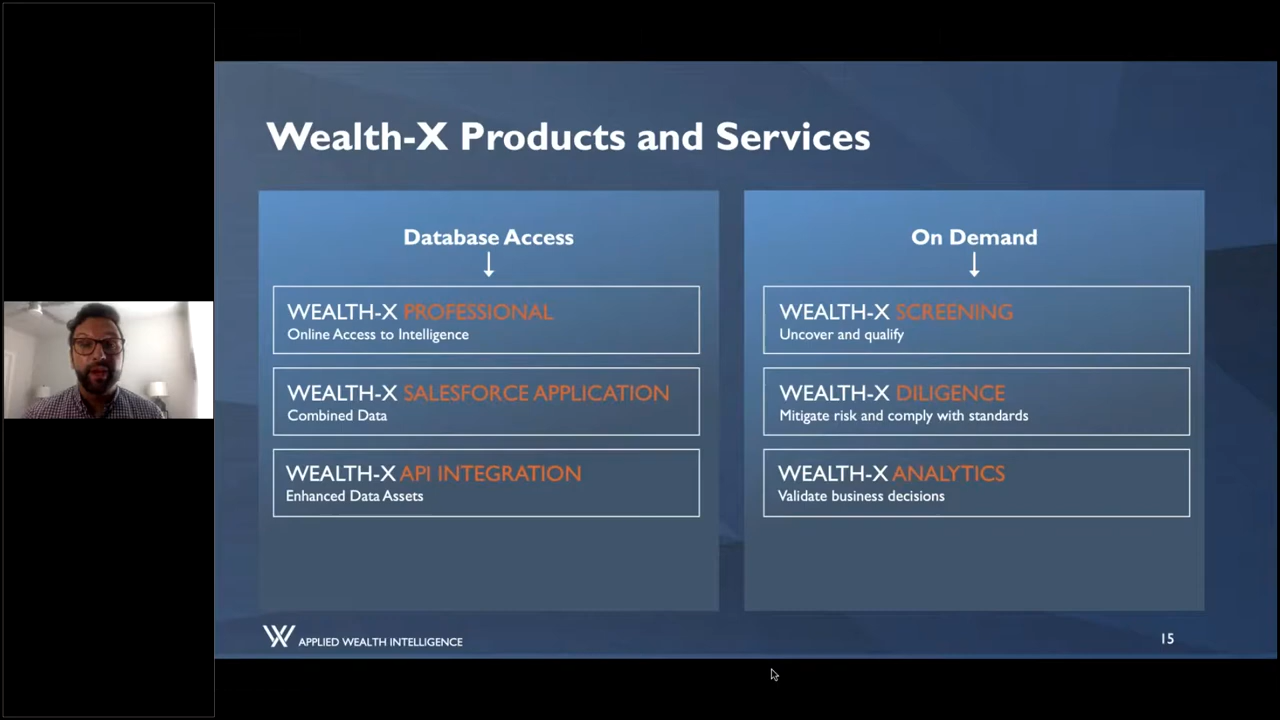 Wealth-X Products and Services
Database Access
WEALTH-X PROFESSIONAL
Online Access to Intelligence
WEALTH-X SALESFORCE APPLICATION
Combined Data
WEALTH-X API INTEGRATION
Enhanced Data Assets
On Demand
WEALTH-X SCREENING
Uncover and qualify
WEALTH-X DILIGENCE
Mitigate risk and comply with standards
WEALTH-X ANALYTICS
Validate business decisions
APPLIED WEALTH INTELLIGENCE
15